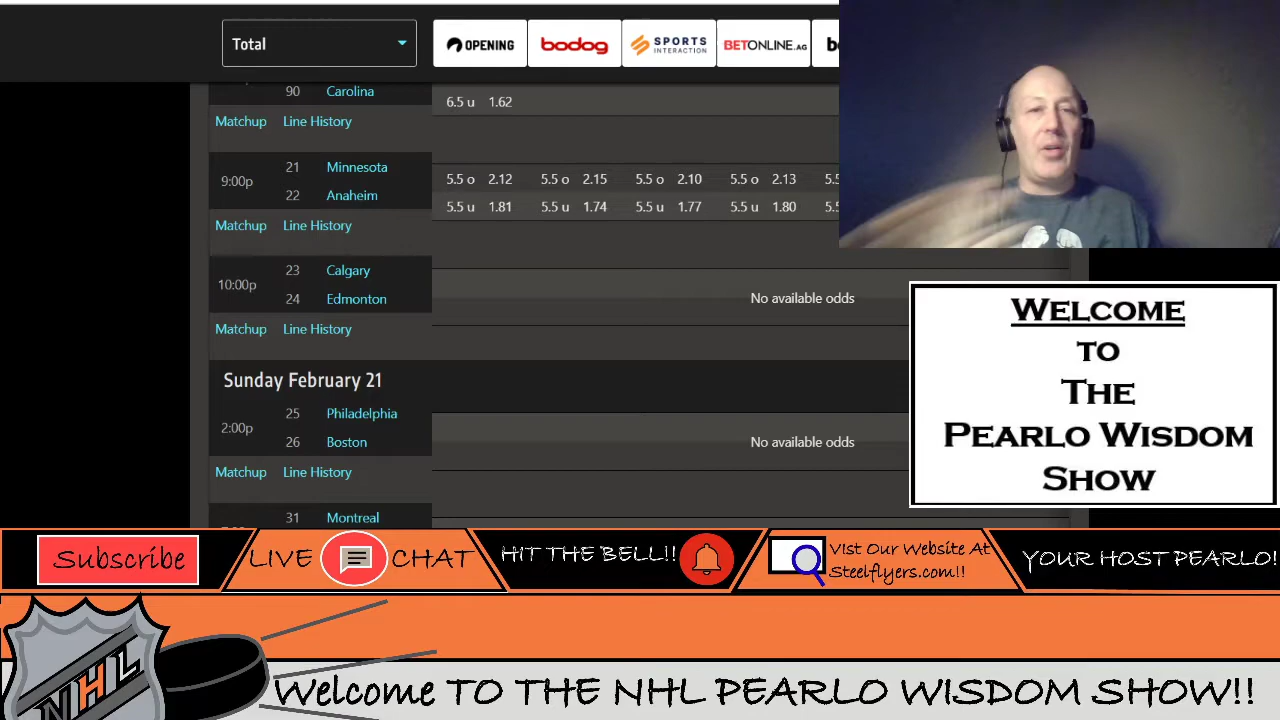 Total
OPENING
bodog
SPORTS
INTERACTION
BETONLINE.AG
90 Carolina
6.5 u 1.62
Matchup Line History
9:00p
21 Minnesota
5.5 o 2.12 5.5 o 2.15 5.5 o 2.10 5.5 o 2.13 5.5
22 Anaheim
5.5 u 1.81 5.5 u 1.74 5.5 u 1.77 5.5 u 1.80 5.5
Matchup Line History
10:00p
23 Calgary
24 Edmonton
No available odds
Matchup Line History
Sunday February 21
2:00p
25 Philadelphia
26 Boston
No available odds
Matchup Line History
31 Montreal
WELCOME
TO
THE
PEARLO WISDOM
SHOW
Subscribe
LIVE CHAT
HIT THE BELL!!
VIST OUR WEBSITE AT
Steelflyers.com!!
YOUR HOST PEARLO!
NHL
Welcome TO THE NHL PEARLO WISDOM SHOW!!